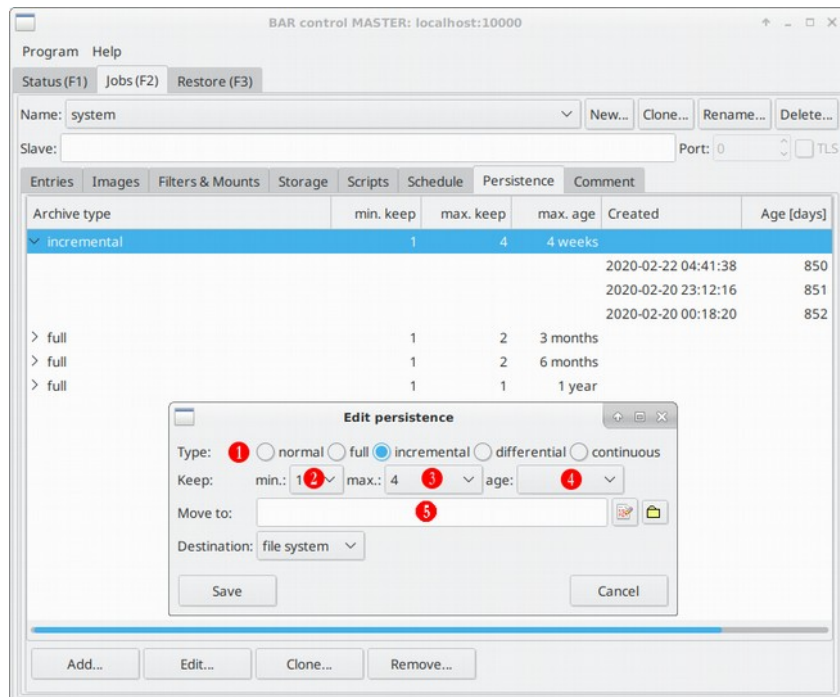 BAR control MASTER: localhost:10000
Program Help
Status (F1) Jobs (F2) Restore (F3)
Name: system New... Clone... Rename... Delete...
Slave: Port: 0 TLS
Entries Images Filters & Mounts Storage Scripts Schedule Persistence Comment
Archive type min. keep max. keep max. age Created Age [days]
incremental 1 4 4 weeks
2020-02-22 04:41:38 850
2020-02-20 23:12:16 851
2020-02-20 00:18:20 852
full 1 2 3 months
full 1 2 6 months
full 1 1 1 year
Edit persistence
Type: 1 normal full incremental differential continuous
Keep: min.: 1 2 max.: 4 3 age: 4
Move to: 5
Destination: file system
Save Cancel
Add... Edit... Clone... Remove...